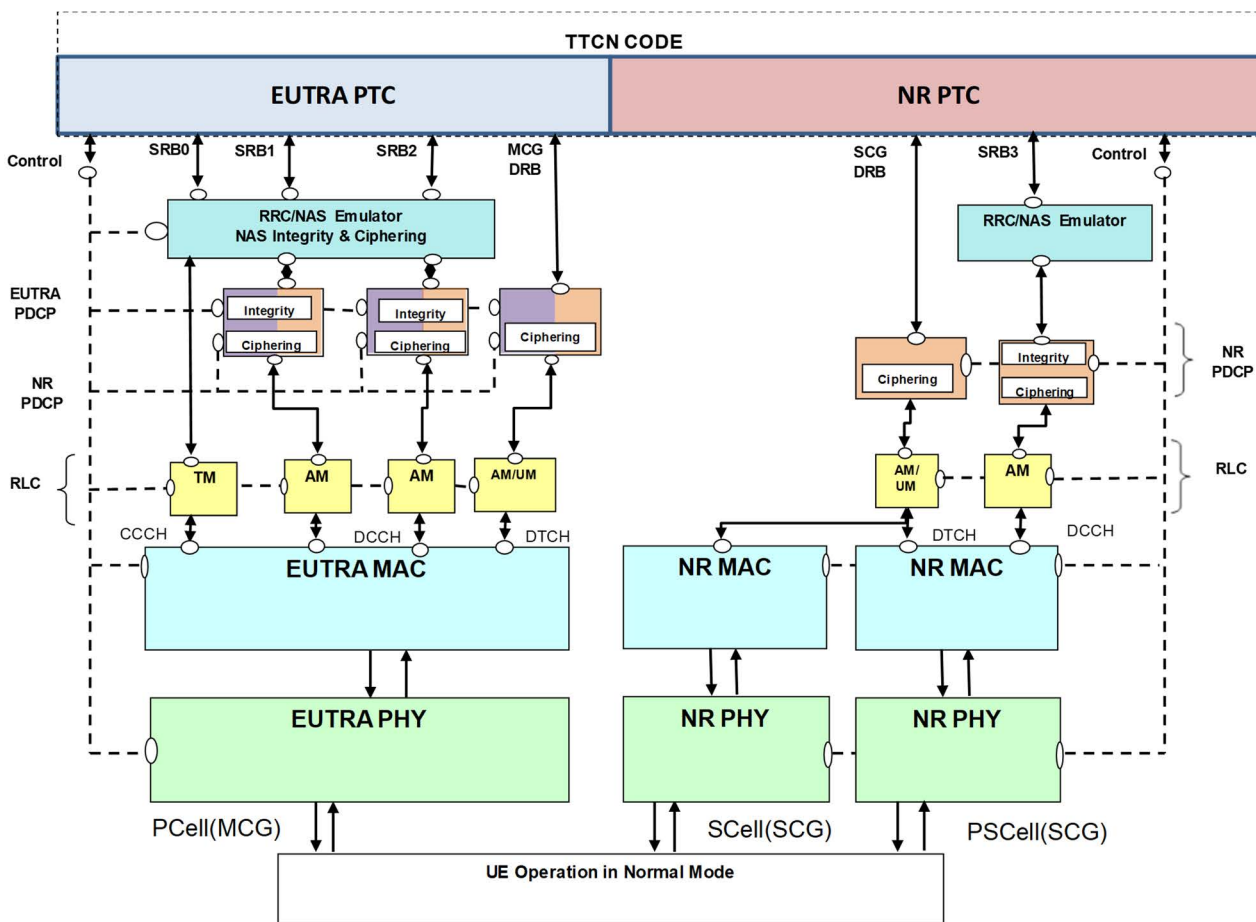 TTCN CODE
EUTRA PTC
NR PTC
Control
SRB0
SRB1
SRB2
MCG
DRB
SCG
DRB
SRB3
Control
RRC/NAS Emulator
NAS Integrity & Ciphering
RRC/NAS Emulator
EUTRA
PDCP
Integrity
Ciphering
Integrity
Ciphering
Ciphering
Ciphering
Integrity
Ciphering
NR
PDCP
NR
PDCP
RLC
TM
AM
AM
AM/UM
AM/
UM
AM
RLC
CCCH
DCCH
DTCH
DTCH
DCCH
EUTRA MAC
NR MAC
NR MAC
EUTRA PHY
NR PHY
NR PHY
PCell(MCG)
SCell(SCG)
PSCell(SCG)
UE Operation in Normal Mode